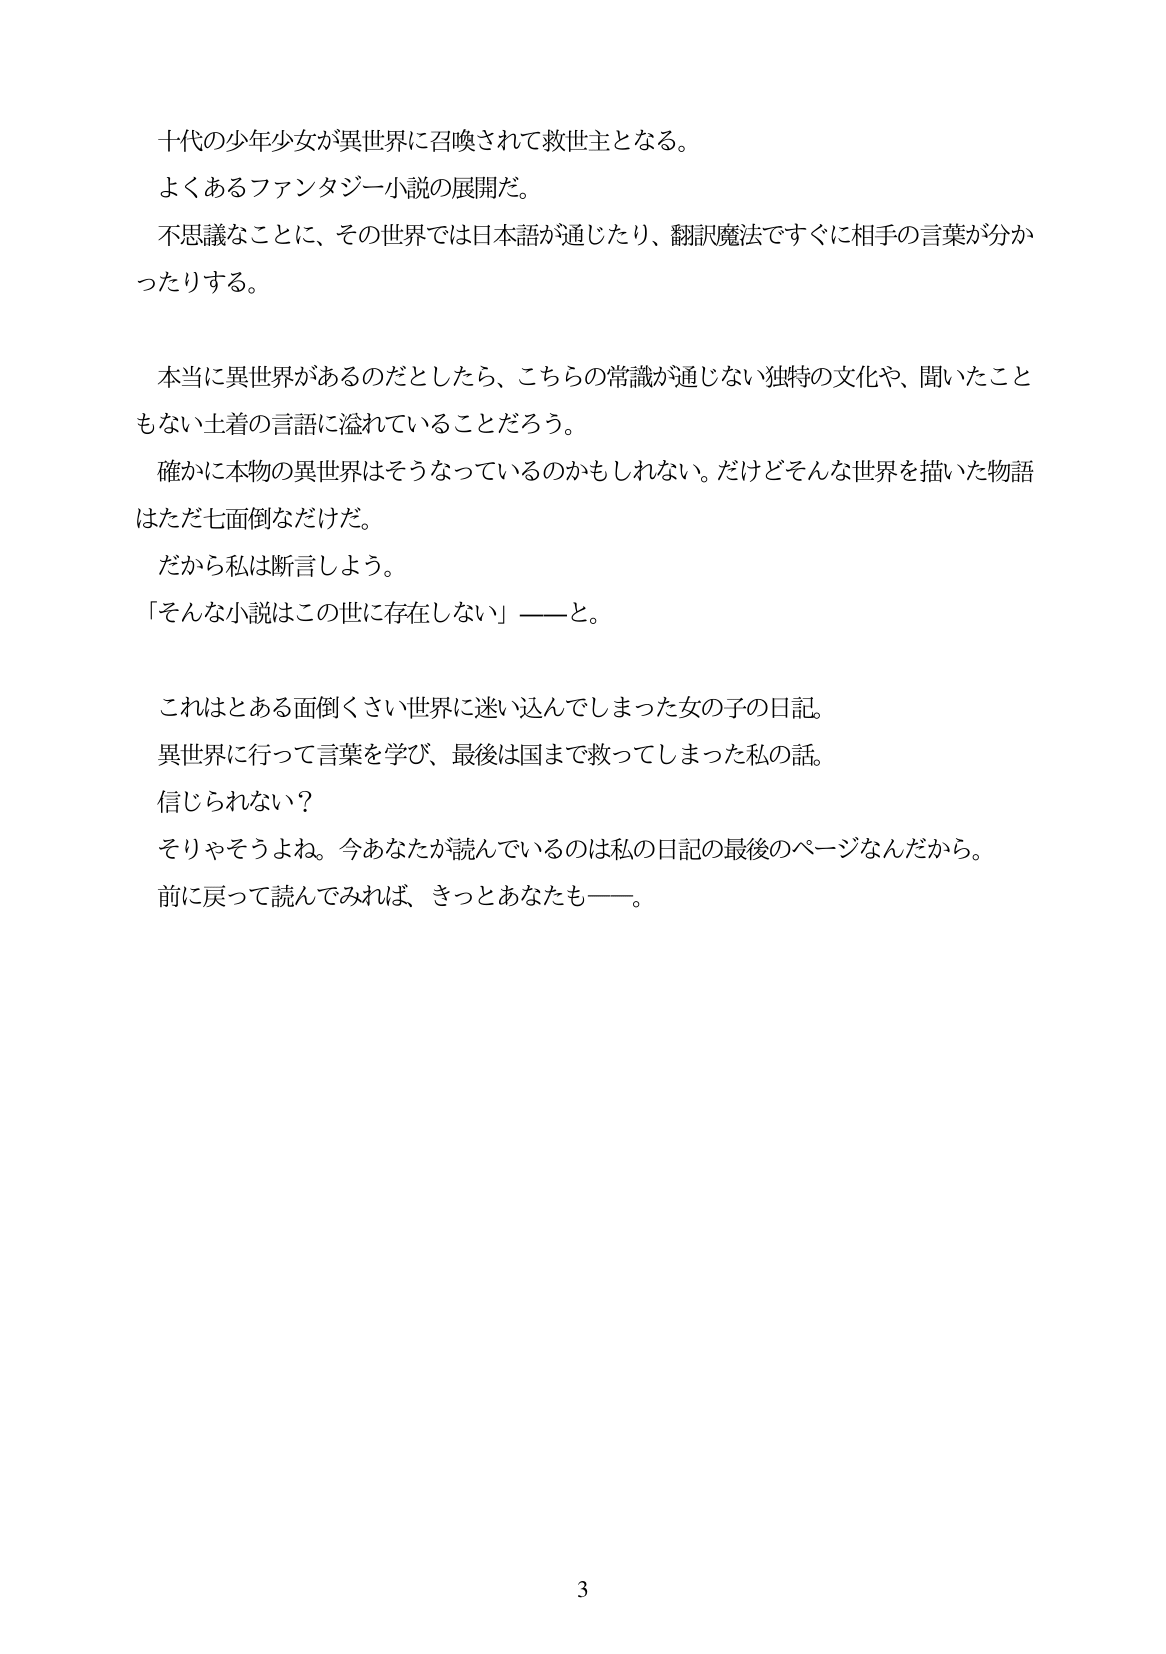 十代の少年少女が異世界に召喚されて救世主となる。
よくあるファンタジー小説の展開だ。
不思議なことに、その世界では日本語が通じたり、翻訳魔法ですぐに相手の言葉が分か
ったりする。
本当に異世界があるのだとしたら、こちらの常識が通じない独特の文化や、聞いたこと
もない土着の言語に溢れていることだろう。
確かに本物の異世界はそうなっているのかもしれない。だけどそんな世界を描いた物語
はただ七面倒なだけだ。
だから私は断言しよう。
「そんな小説はこの世に存在しない」――と。
これはとある面倒くさい世界に迷い込んでしまった女の子の日記。
異世界に行って言葉を学び、最後は国まで救ってしまった私の話。
信じられない？
そりゃそうよね。今あなたが読んでいるのは私の日記の最後のページなんだから。
前に戻って読んでみれば、きっとあなたも――。
3